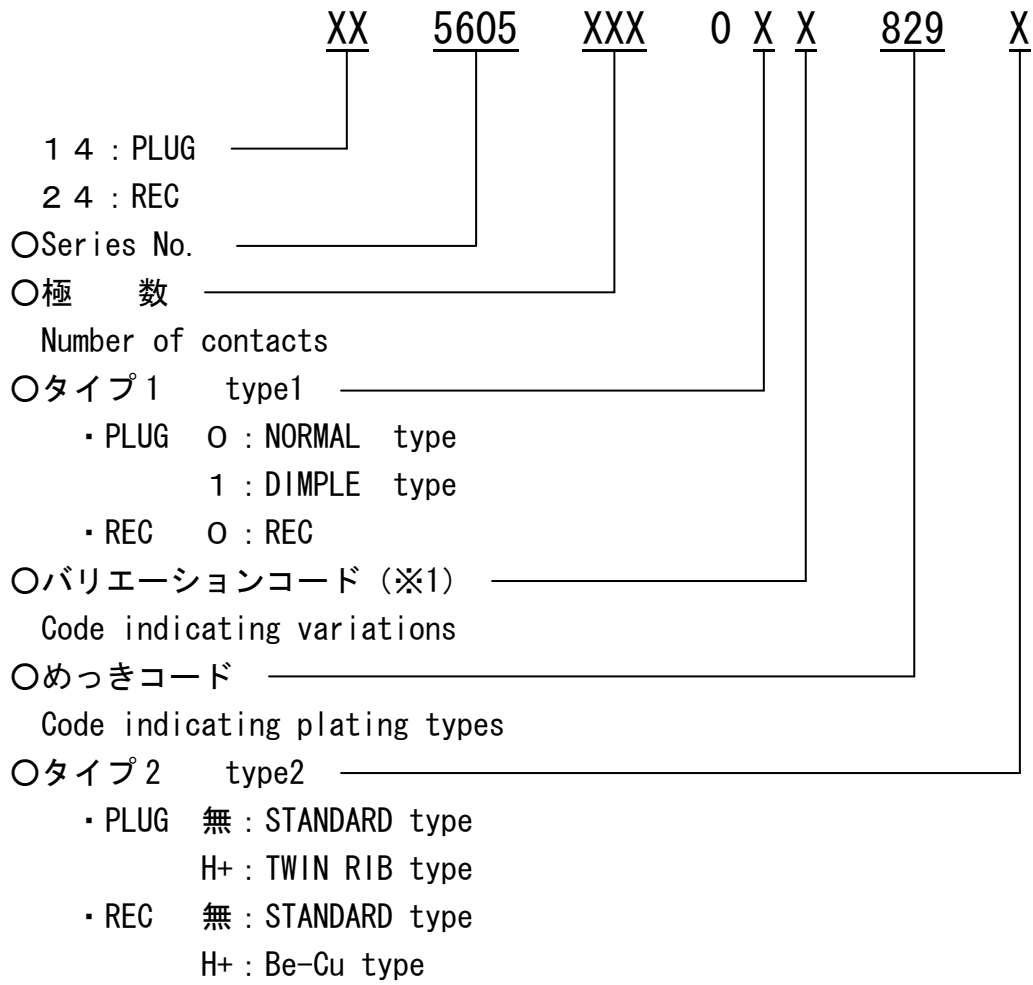 XX 5605 XXX 0 X X 829 X
１４：PLUG
２４：REC
○Series No.
○極　数
Number of contacts
○タイプ1　type1
・PLUG　０：NORMAL type
１：DIMPLE type
・REC　０：REC
○バリエーションコード（※1）
Code indicating variations
○めっきコード
Code indicating plating types
○タイプ2　type2
・PLUG　無：STANDARD type
H+：TWIN RIB type
・REC　無：STANDARD type
H+：Be-Cu type